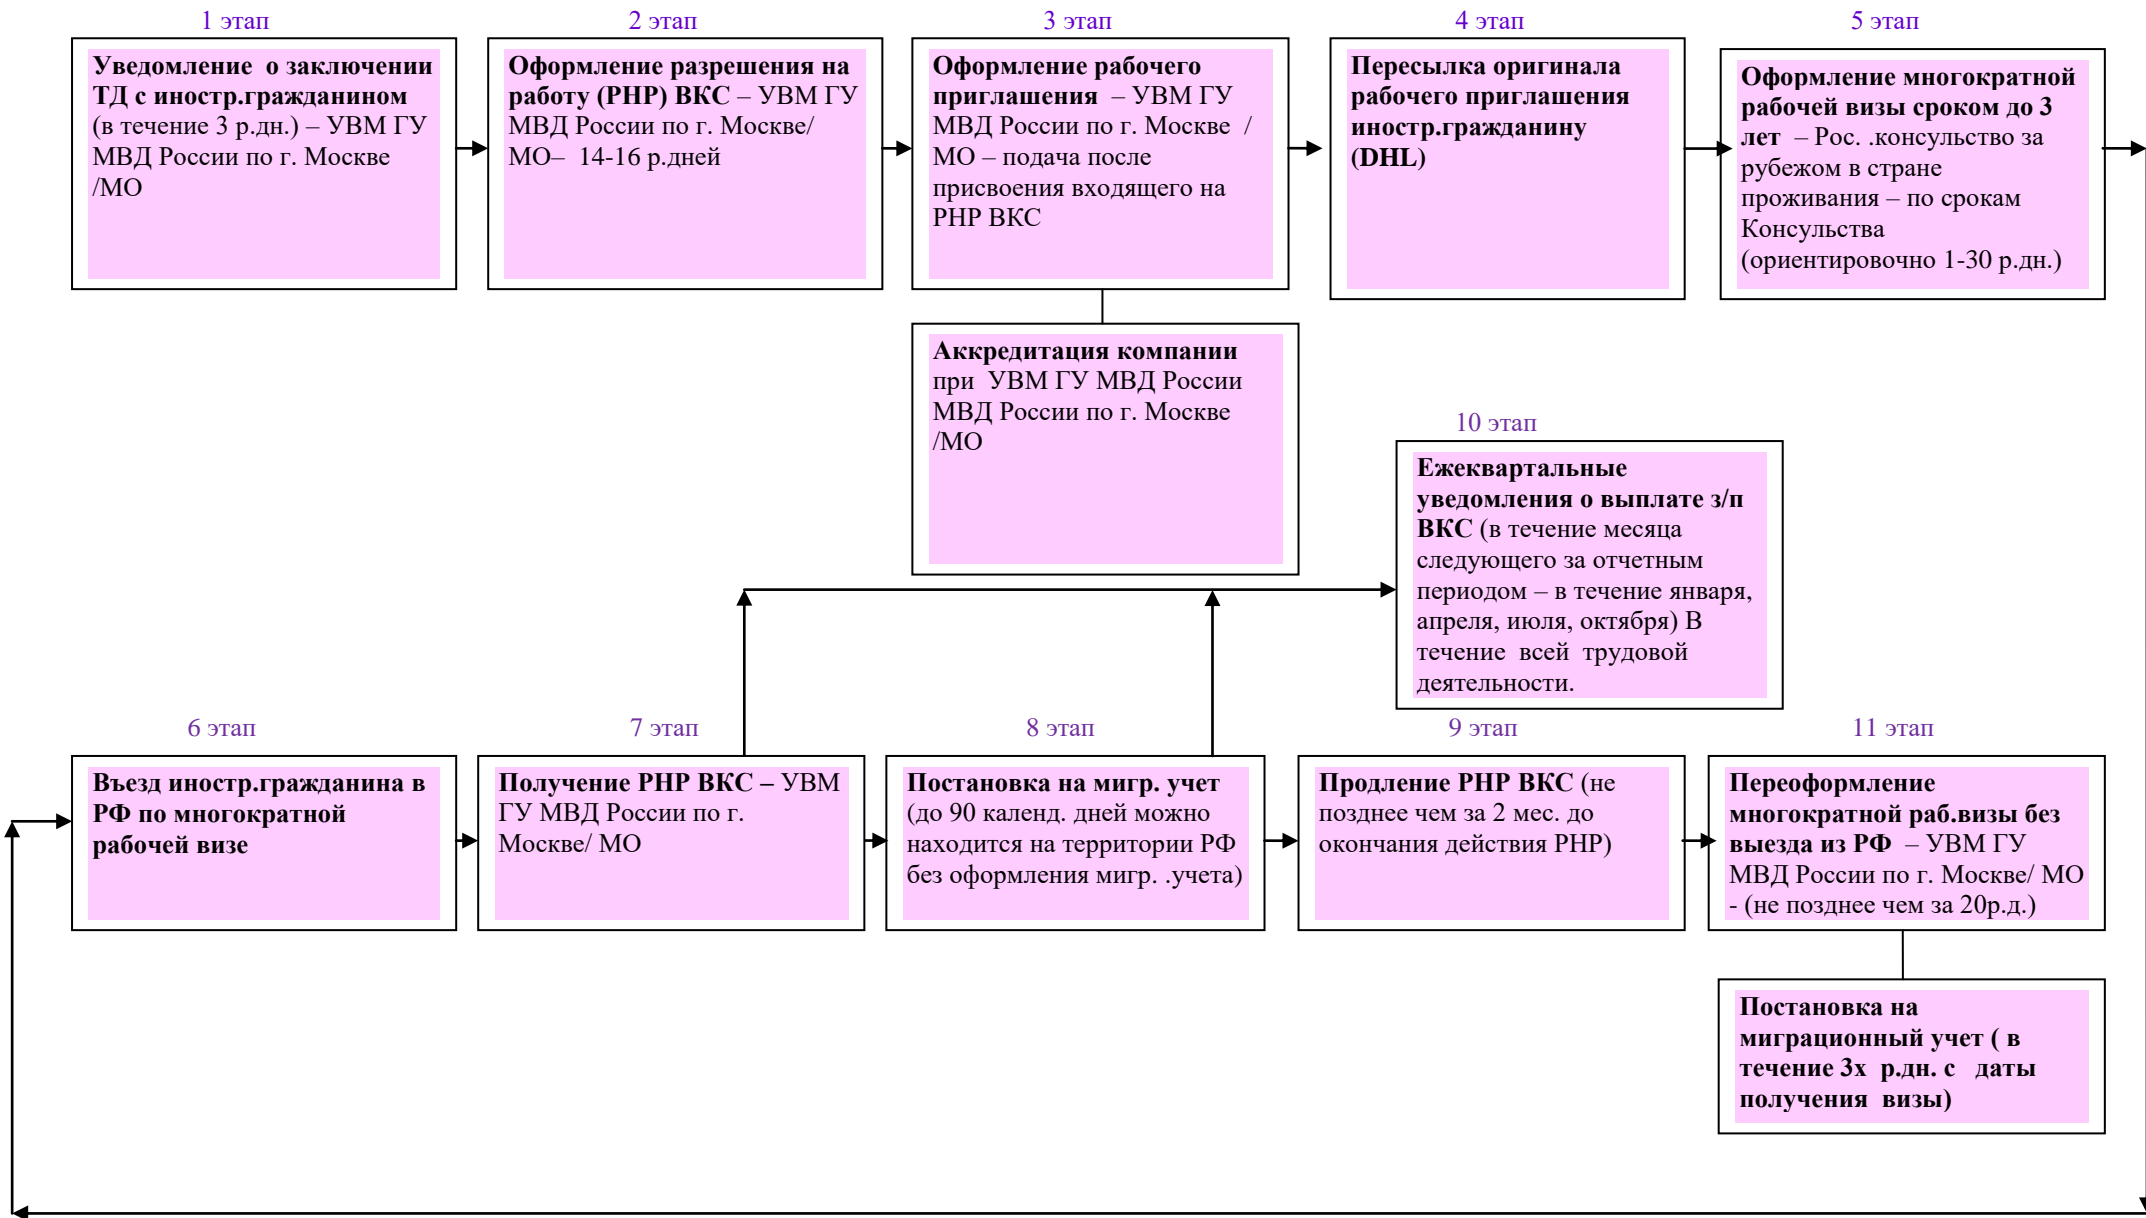 1 этап
Уведомление о заключении
ТД с иностр.гражданином
(в течение 3 р.дн.) – УВМ ГУ
МВД России по г. Москве
/МО
2 этап
Оформление разрешения на
работу (РНР) ВКС – УВМ ГУ
МВД России по г. Москве/
МО– 14-16 р.дней
3 этап
Оформление рабочего
приглашения – УВМ ГУ
МВД России по г. Москве /
МО – подача после
присвоения входящего на
РНР ВКС
4 этап
Пересылка оригинала
рабочего приглашения
иностр.гражданину
(DHL)
5 этап
Оформление многократной
рабочей визы сроком до 3
лет – Рос. .консульство за
рубежом в стране
проживания – по срокам
Консульства
(ориентировочно 1-30 р.дн.)
Аккредитация компании
при УВМ ГУ МВД России
МВД России по г. Москве
/МО
10 этап
Ежеквартальные
уведомления о выплате з/п
ВКС (в течение месяца
следующего за отчетным
периодом – в течение января,
апреля, июля, октября) В
течение всей трудовой
деятельности.
6 этап
Въезд иностр.гражданина в
РФ по многократной
рабочей визе
7 этап
Получение РНР ВКС – УВМ
ГУ МВД России по г.
Москве/ МО
8 этап
Постановка на мигр. учет
(до 90 календ. дней можно
находится на территории РФ
без оформления мигр. .учета)
9 этап
Продление РНР ВКС (не
позднее чем за 2 мес. до
окончания действия РНР)
11 этап
Переоформление
многократной раб.визы без
выезда из РФ – УВМ ГУ
МВД России по г. Москве/ МО
- (не позднее чем за 20р.д.)
Постановка на
миграционный учет ( в
течение 3х р.дн. с даты
получения визы)